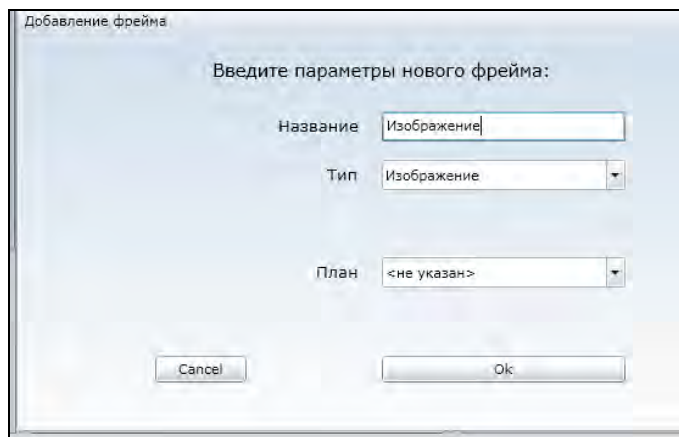 Добавление фрейма
Введите параметры нового фрейма:
Название Изображение
Тип Изображение
План <не указан>
Cancel Ok